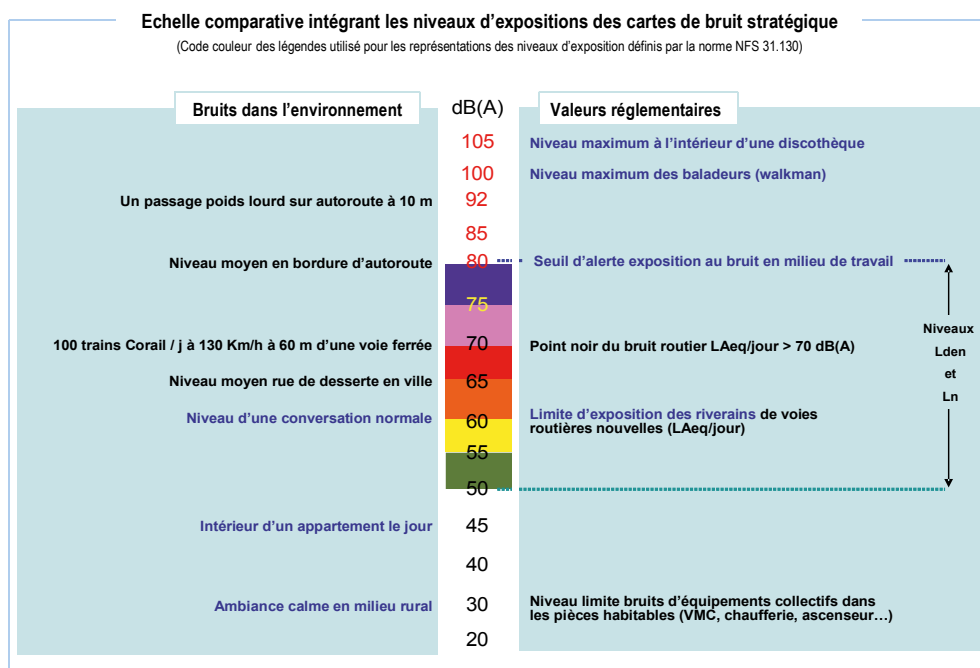 Echelle comparative intégrant les niveaux d'expositions des cartes de bruit stratégique
(Code couleur des légendes utilisé pour les représentations des niveaux d'exposition définis par la norme NFS 31.130)
Bruits dans l'environnement
dB(A)
Valeurs réglementaires
105
Niveau maximum à l'intérieur d'une discothèque
100
Niveau maximum des baladeurs (walkman)
Un passage poids lourd sur autoroute à 10 m
92
85
Niveau moyen en bordure d'autoroute
80
Seuil d'alerte exposition au bruit en milieu de travail
75
100 trains Corail / j à 130 Km/h à 60 m d'une voie ferrée
70
Point noir du bruit routier LAeq/jour > 70 dB(A)
Niveaux
Lden
et
Ln
Niveau moyen rue de desserte en ville
65
Niveau d'une conversation normale
60
Limite d'exposition des riverains de voies
routières nouvelles (LAeq/jour)
55
50
Intérieur d'un appartement le jour
45
40
Ambiance calme en milieu rural
30
Niveau limite bruits d'équipements collectifs dans
les pièces habitables (VMC, chaufferie, ascenseur…)
20